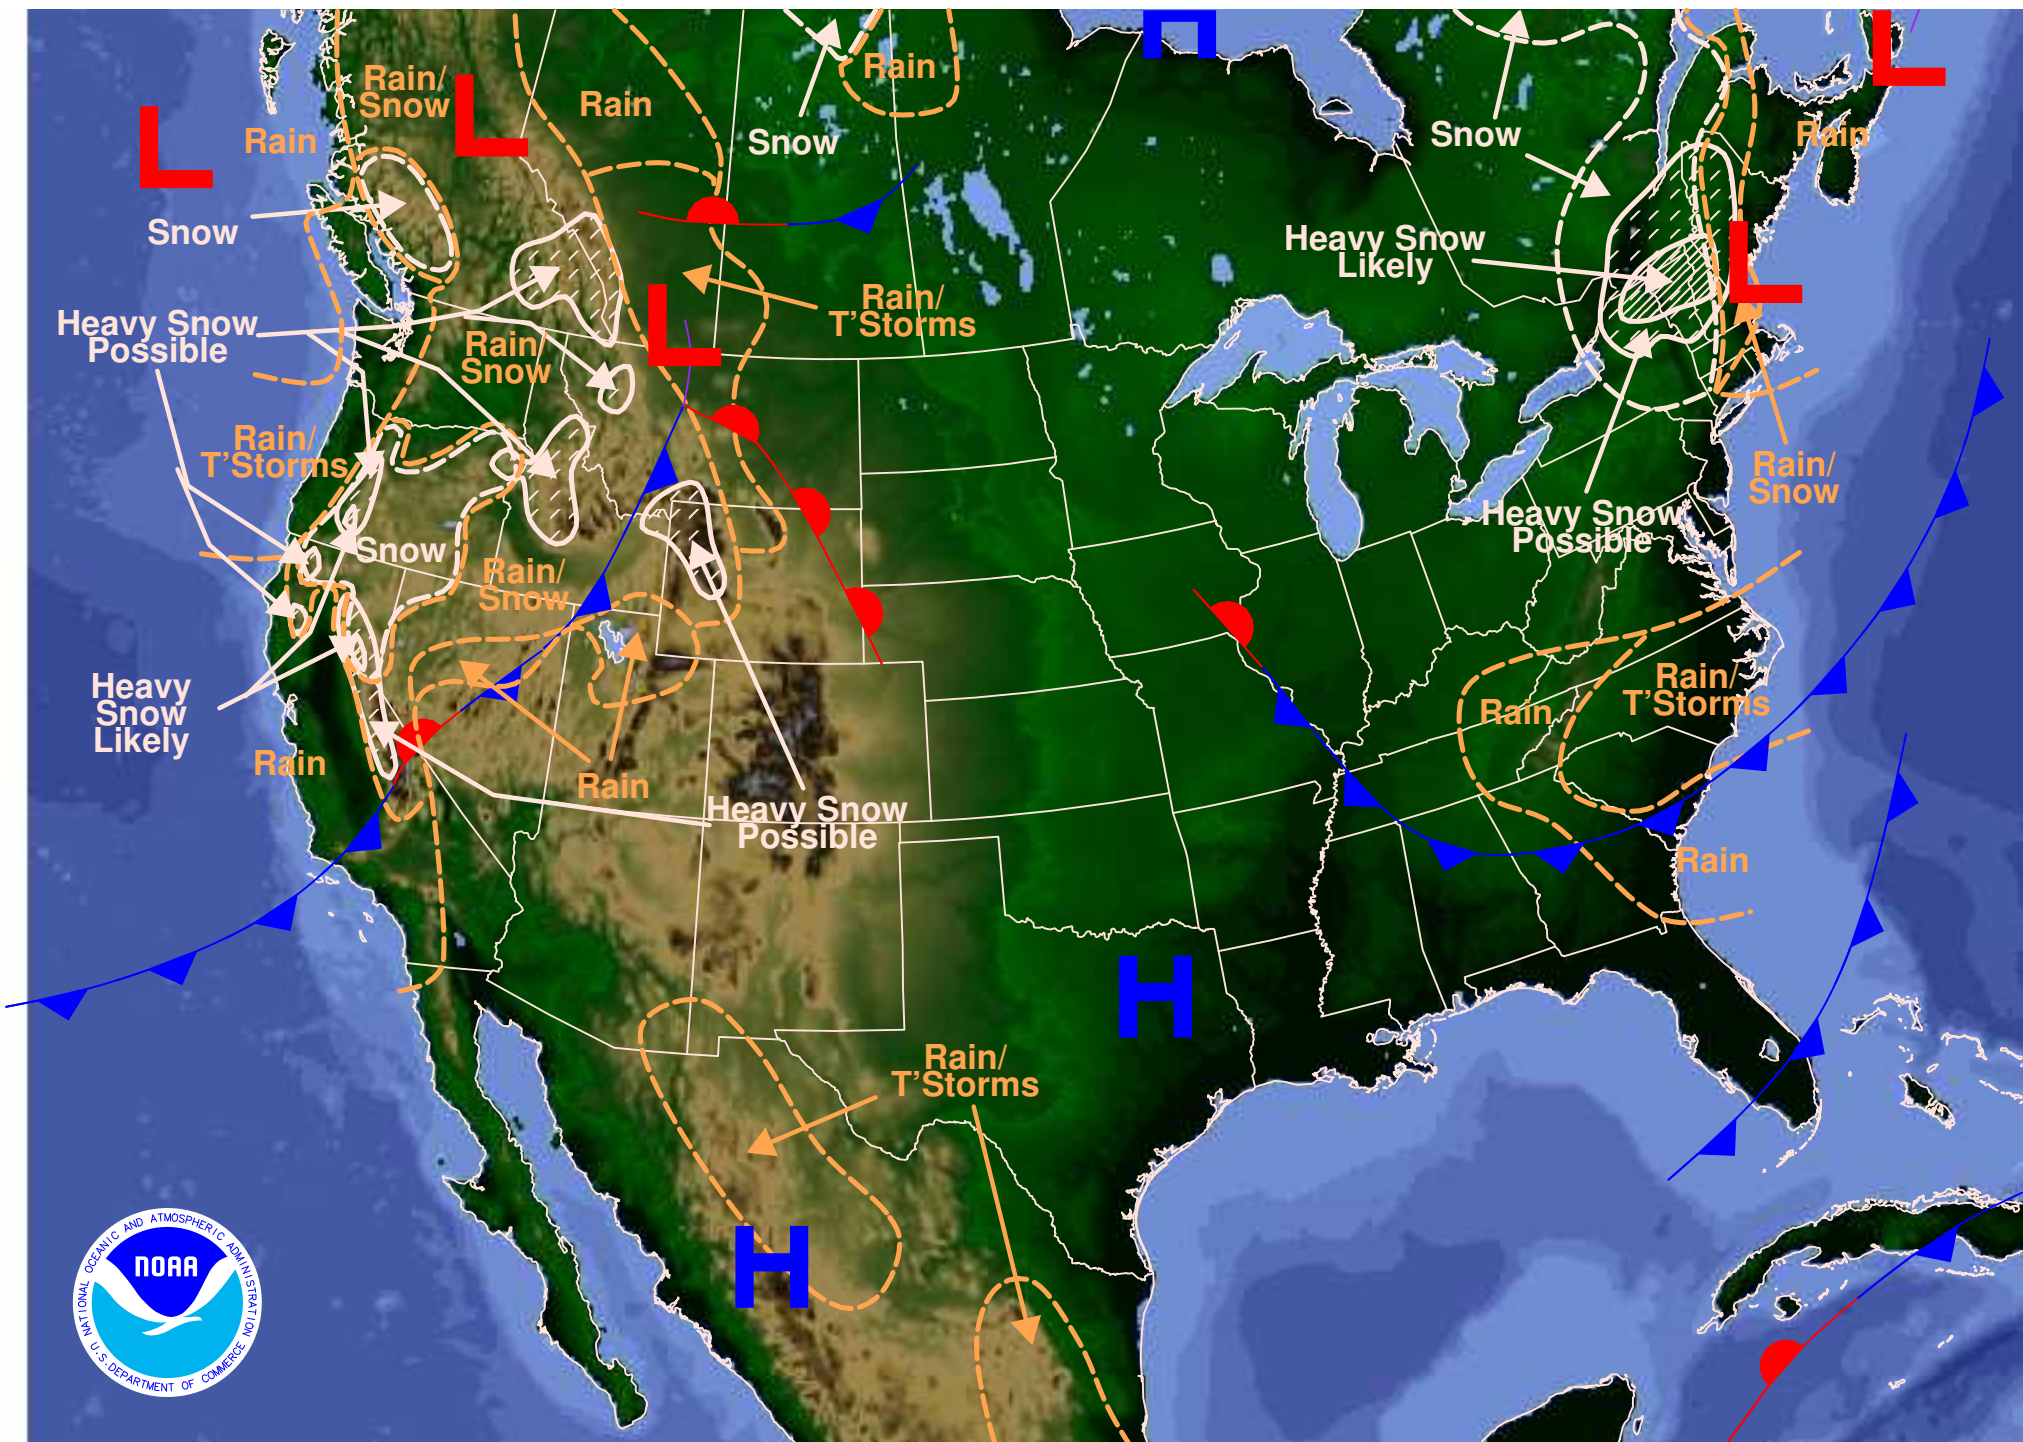 H
L
Rain/
Snow
L
Rain
Rain
Snow
L
Rain
Snow
Rain
Snow
Heavy Snow
Likely
L
Heavy Snow
Possible
L
Rain/
T'Storms
Rain/
Snow
Rain/
T'Storms
Rain/
Snow
Heavy Snow
Possible
Snow
Rain/
Snow
Heavy
Snow
Likely
Rain
Rain/
T'Storms
Rain
Rain
Heavy Snow
Possible
Rain
H
Rain/
T'Storms
H
NATIONAL OCEANIC AND ATMOSPHERIC ADMINISTRATION
NOAA
U.S. DEPARTMENT OF COMMERCE